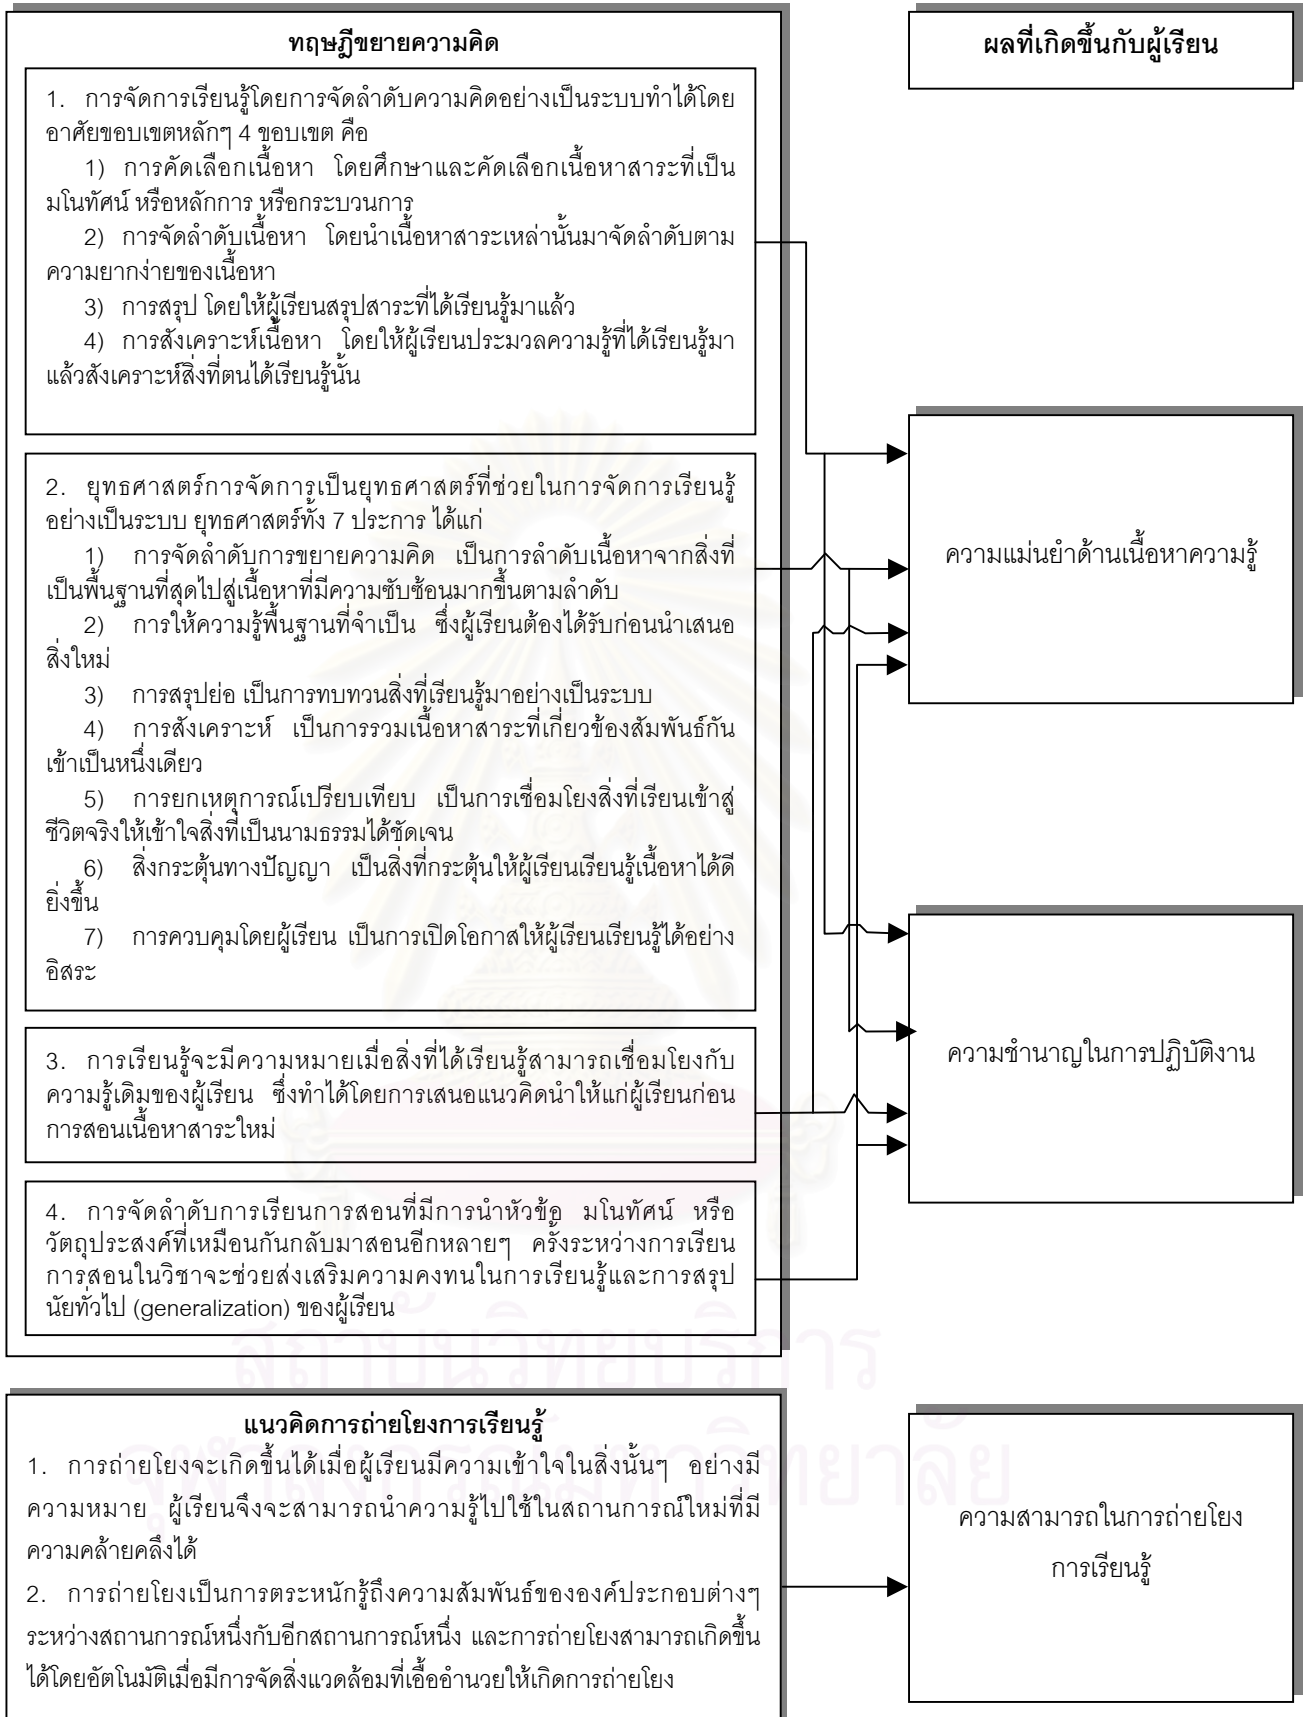 ทฤษฎีขยายความคิด
1. การจัดการเรียนรู้โดยการจัดลำดับความคิดอย่างเป็นระบบทำได้โดย
อาศัยขอบเขตหลักๆ 4 ขอบเขต คือ
1) การคัดเลือกเนื้อหา โดยศึกษาและคัดเลือกเนื้อหาสาระที่เป็น
มโนทัศน์ หรือหลักการ หรือกระบวนการ
2) การจัดลำดับเนื้อหา โดยนำเนื้อหาสาระเหล่านั้นมาจัดลำดับตาม
ความยากง่ายของเนื้อหา
3) การสรุป โดยให้ผู้เรียนสรุปสาระที่ได้เรียนรู้มาแล้ว
4) การสังเคราะห์เนื้อหา โดยให้ผู้เรียนประมวลความรู้ที่ได้เรียนรู้มา
แล้วสังเคราะห์สิ่งที่ตนได้เรียนรู้นั้น
2. ยุทธศาสตร์การจัดการเป็นยุทธศาสตร์ที่ช่วยในการจัดการเรียนรู้
อย่างเป็นระบบ ยุทธศาสตร์ทั้ง 7 ประการ ได้แก่
1) การจัดลำดับการขยายความคิด เป็นการลำดับเนื้อหาจากสิ่งที่
เป็นพื้นฐานที่สุดไปสู่เนื้อหาที่มีความซับซ้อนมากขึ้นตามลำดับ
2) การให้ความรู้พื้นฐานที่จำเป็น ซึ่งผู้เรียนต้องได้รับก่อนนำเสนอ
สิ่งใหม่
3) การสรุปย่อ เป็นการทบทวนสิ่งที่เรียนรู้มาอย่างเป็นระบบ
4) การสังเคราะห์ เป็นการรวมเนื้อหาสาระที่เกี่ยวข้องสัมพันธ์กัน
เข้าเป็นหนึ่งเดียว
5) การยกเหตุการณ์เปรียบเทียบ เป็นการเชื่อมโยงสิ่งที่เรียนเข้าสู่
ชีวิตจริงให้เข้าใจสิ่งที่เป็นนามธรรมได้ชัดเจน
6) สิ่งกระตุ้นทางปัญญา เป็นสิ่งที่กระตุ้นให้ผู้เรียนเรียนรู้เนื้อหาได้ดี
ยิ่งขึ้น
7) การควบคุมโดยผู้เรียน เป็นการเปิดโอกาสให้ผู้เรียนเรียนรู้ได้อย่าง
อิสระ
3. การเรียนรู้จะมีความหมายเมื่อสิ่งที่ได้เรียนรู้สามารถเชื่อมโยงกับ
ความรู้เดิมของผู้เรียน ซึ่งทำได้โดยการเสนอแนวคิดนำให้แก่ผู้เรียนก่อน
การสอนเนื้อหาสาระใหม่
4. การจัดลำดับการเรียนการสอนที่มีการนำหัวข้อ มโนทัศน์ หรือ
วัตถุประสงค์ที่เหมือนกันกลับมาสอนอีกหลายๆ ครั้งระหว่างการเรียน
การสอนในวิชาจะช่วยส่งเสริมความคงทนในการเรียนรู้และการสรุป
นัยทั่วไป (generalization) ของผู้เรียน
แนวคิดการถ่ายโยงการเรียนรู้
1. การถ่ายโยงจะเกิดขึ้นได้เมื่อผู้เรียนมีความเข้าใจในสิ่งนั้นๆ อย่างมี
ความหมาย ผู้เรียนจึงจะสามารถนำความรู้ไปใช้ในสถานการณ์ใหม่ที่มี
ความคล้ายคลึงได้
2. การถ่ายโยงเป็นการตระหนักรู้ถึงความสัมพันธ์ขององค์ประกอบต่างๆ
ระหว่างสถานการณ์หนึ่งกับอีกสถานการณ์หนึ่ง และการถ่ายโยงสามารถเกิดขึ้น
ได้โดยอัตโนมัติเมื่อมีการจัดสิ่งแวดล้อมที่เอื้ออำนวยให้เกิดการถ่ายโยง
ผลที่เกิดขึ้นกับผู้เรียน
ความแม่นยำด้านเนื้อหาความรู้
ความชำนาญในการปฏิบัติงาน
ความสามารถในการถ่ายโยง
การเรียนรู้
สถาบันวิทยบริการ
จุฬาลงกรณ์มหาวิทยาลัย